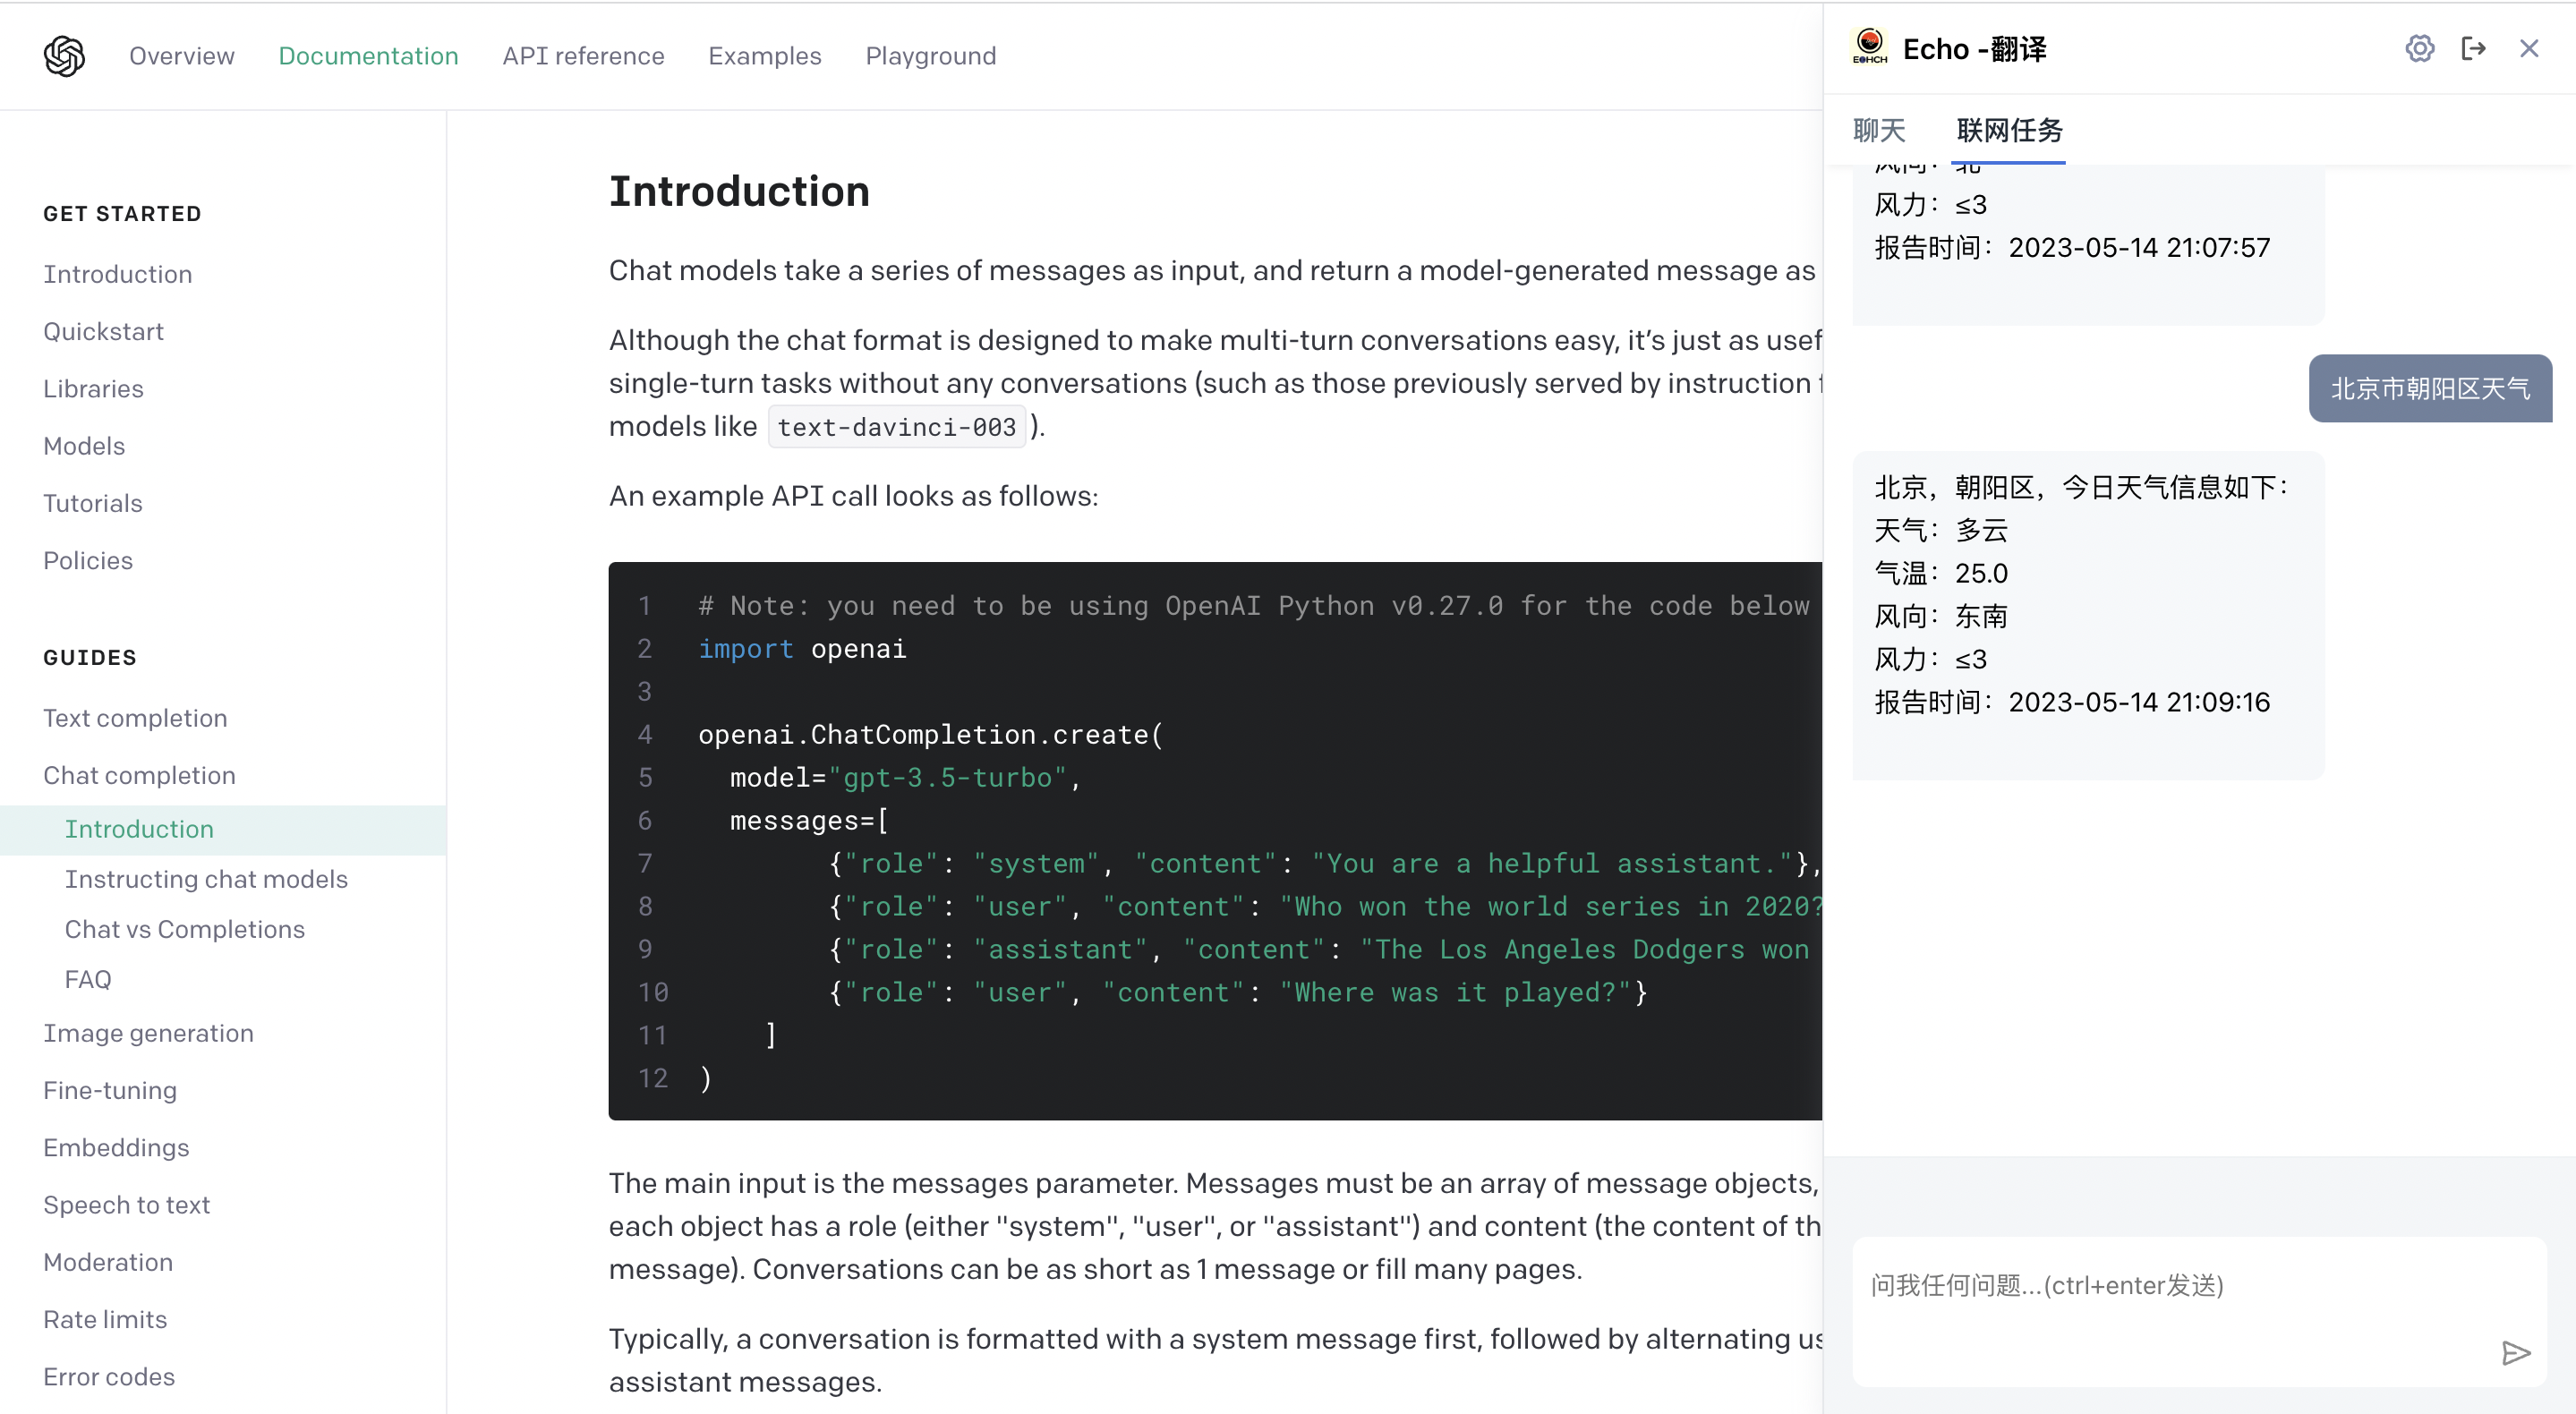 Overview
Documentation
API reference
Examples
Playground
GET STARTED
Introduction
Quickstart
Libraries
Models
Tutorials
Policies
GUIDES
Text completion
Chat completion
Introduction
Instructing chat models
Chat vs Completions
FAQ
Image generation
Fine-tuning
Embeddings
Speech to text
Moderation
Rate limits
Error codes
Introduction
Chat models take a series of messages as input, and return a model-generated message as
Although the chat format is designed to make multi-turn conversations easy, it’s just as
single-turn tasks without any conversations (such as those previously served by instruction
models like text-davinci-003 ).
An example API call looks as follows:
1 # Note: you need to be using OpenAI Python v0.27.0 for the code below
2 import openai
3
4 openai.ChatCompletion.create(
5 model="gpt-3.5-turbo",
6 messages=[
7 {"role": "system", "content": "You are a helpful assistant."},
8 {"role": "user", "content": "Who won the world series in 2020?
9 {"role": "assistant", "content": "The Los Angeles Dodgers won
10 {"role": "user", "content": "Where was it played?"}
11 ]
12 )
The main input is the messages parameter. Messages must be an array of message objects,
each object has a role (either "system", "user", or "assistant") and content (the content of
message). Conversations can be as short as 1 message or fill many pages.
Typically, a conversation is formatted with a system message first, followed by alternating
assistant messages.
Echo -翻译
聊天
联网任务
风向：北
风力：≤3
报告时间：2023-05-14 21:07:57
北京市朝阳区天气
北京，朝阳区，今日天气信息如下：
天气：多云
气温：25.0
风向：东南
风力：≤3
报告时间：2023-05-14 21:09:16
问我任何问题...(ctrl+enter发送)